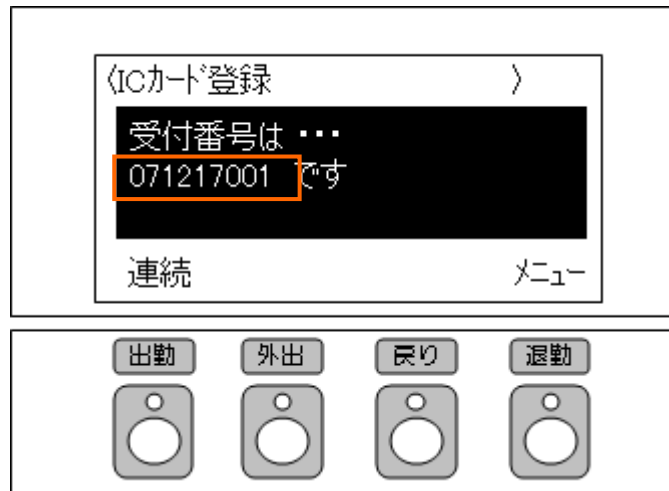 〈ICカード登録 〉
受付番号は ・・・
071217001 です
連続 メニュー
出勤 外出 戻り 退勤